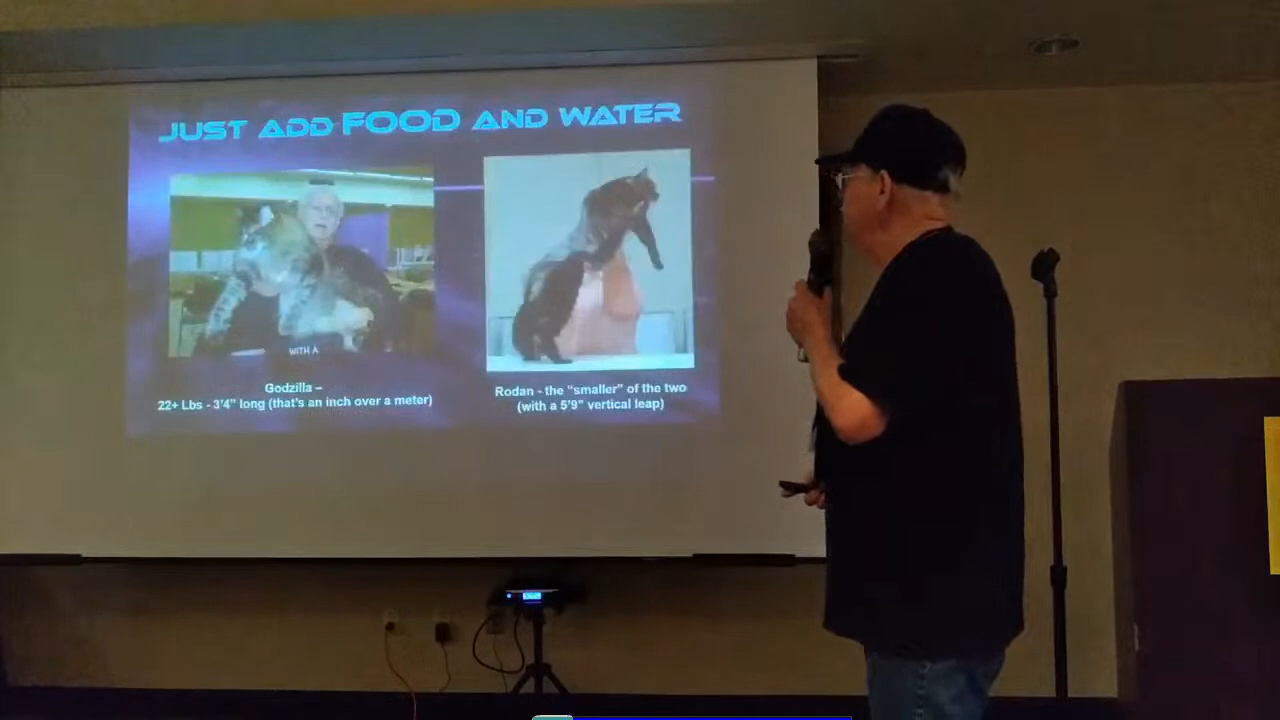 JUST ADD FOOD AND WATER
WITH A
Godzilla –
22+ Lbs - 3'4" long (that's an inch over a meter)
Rodan - the "smaller" of the two
(with a 5'9" vertical leap)